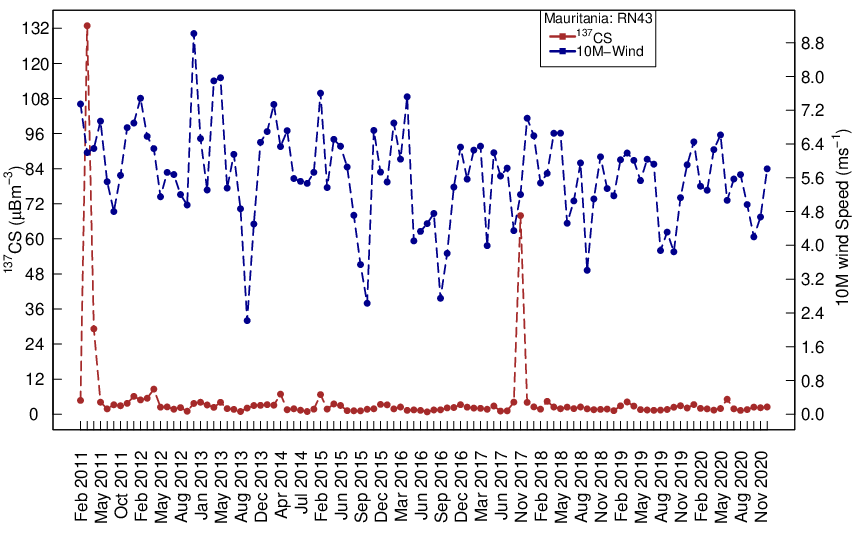 Mauritania: RN43
¹³⁷CS
10M−Wind
132
120
108
96
84
72
60
48
36
24
12
0
¹³⁷CS (μBm⁻³)
8.8
8.0
7.2
6.4
5.6
4.8
4.0
3.2
2.4
1.6
0.8
0.0
10M wind Speed (ms⁻¹)
Feb 2011
May 2011
Oct 2011
Feb 2012
May 2012
Aug 2012
Jan 2013
May 2013
Aug 2013
Dec 2013
Apr 2014
Jul 2014
Feb 2015
Jun 2015
Sep 2015
Dec 2015
Mar 2016
Jun 2016
Sep 2016
Dec 2016
Mar 2017
Jun 2017
Nov 2017
Feb 2018
May 2018
Aug 2018
Nov 2018
Feb 2019
May 2019
Aug 2019
Nov 2019
Feb 2020
May 2020
Aug 2020
Nov 2020